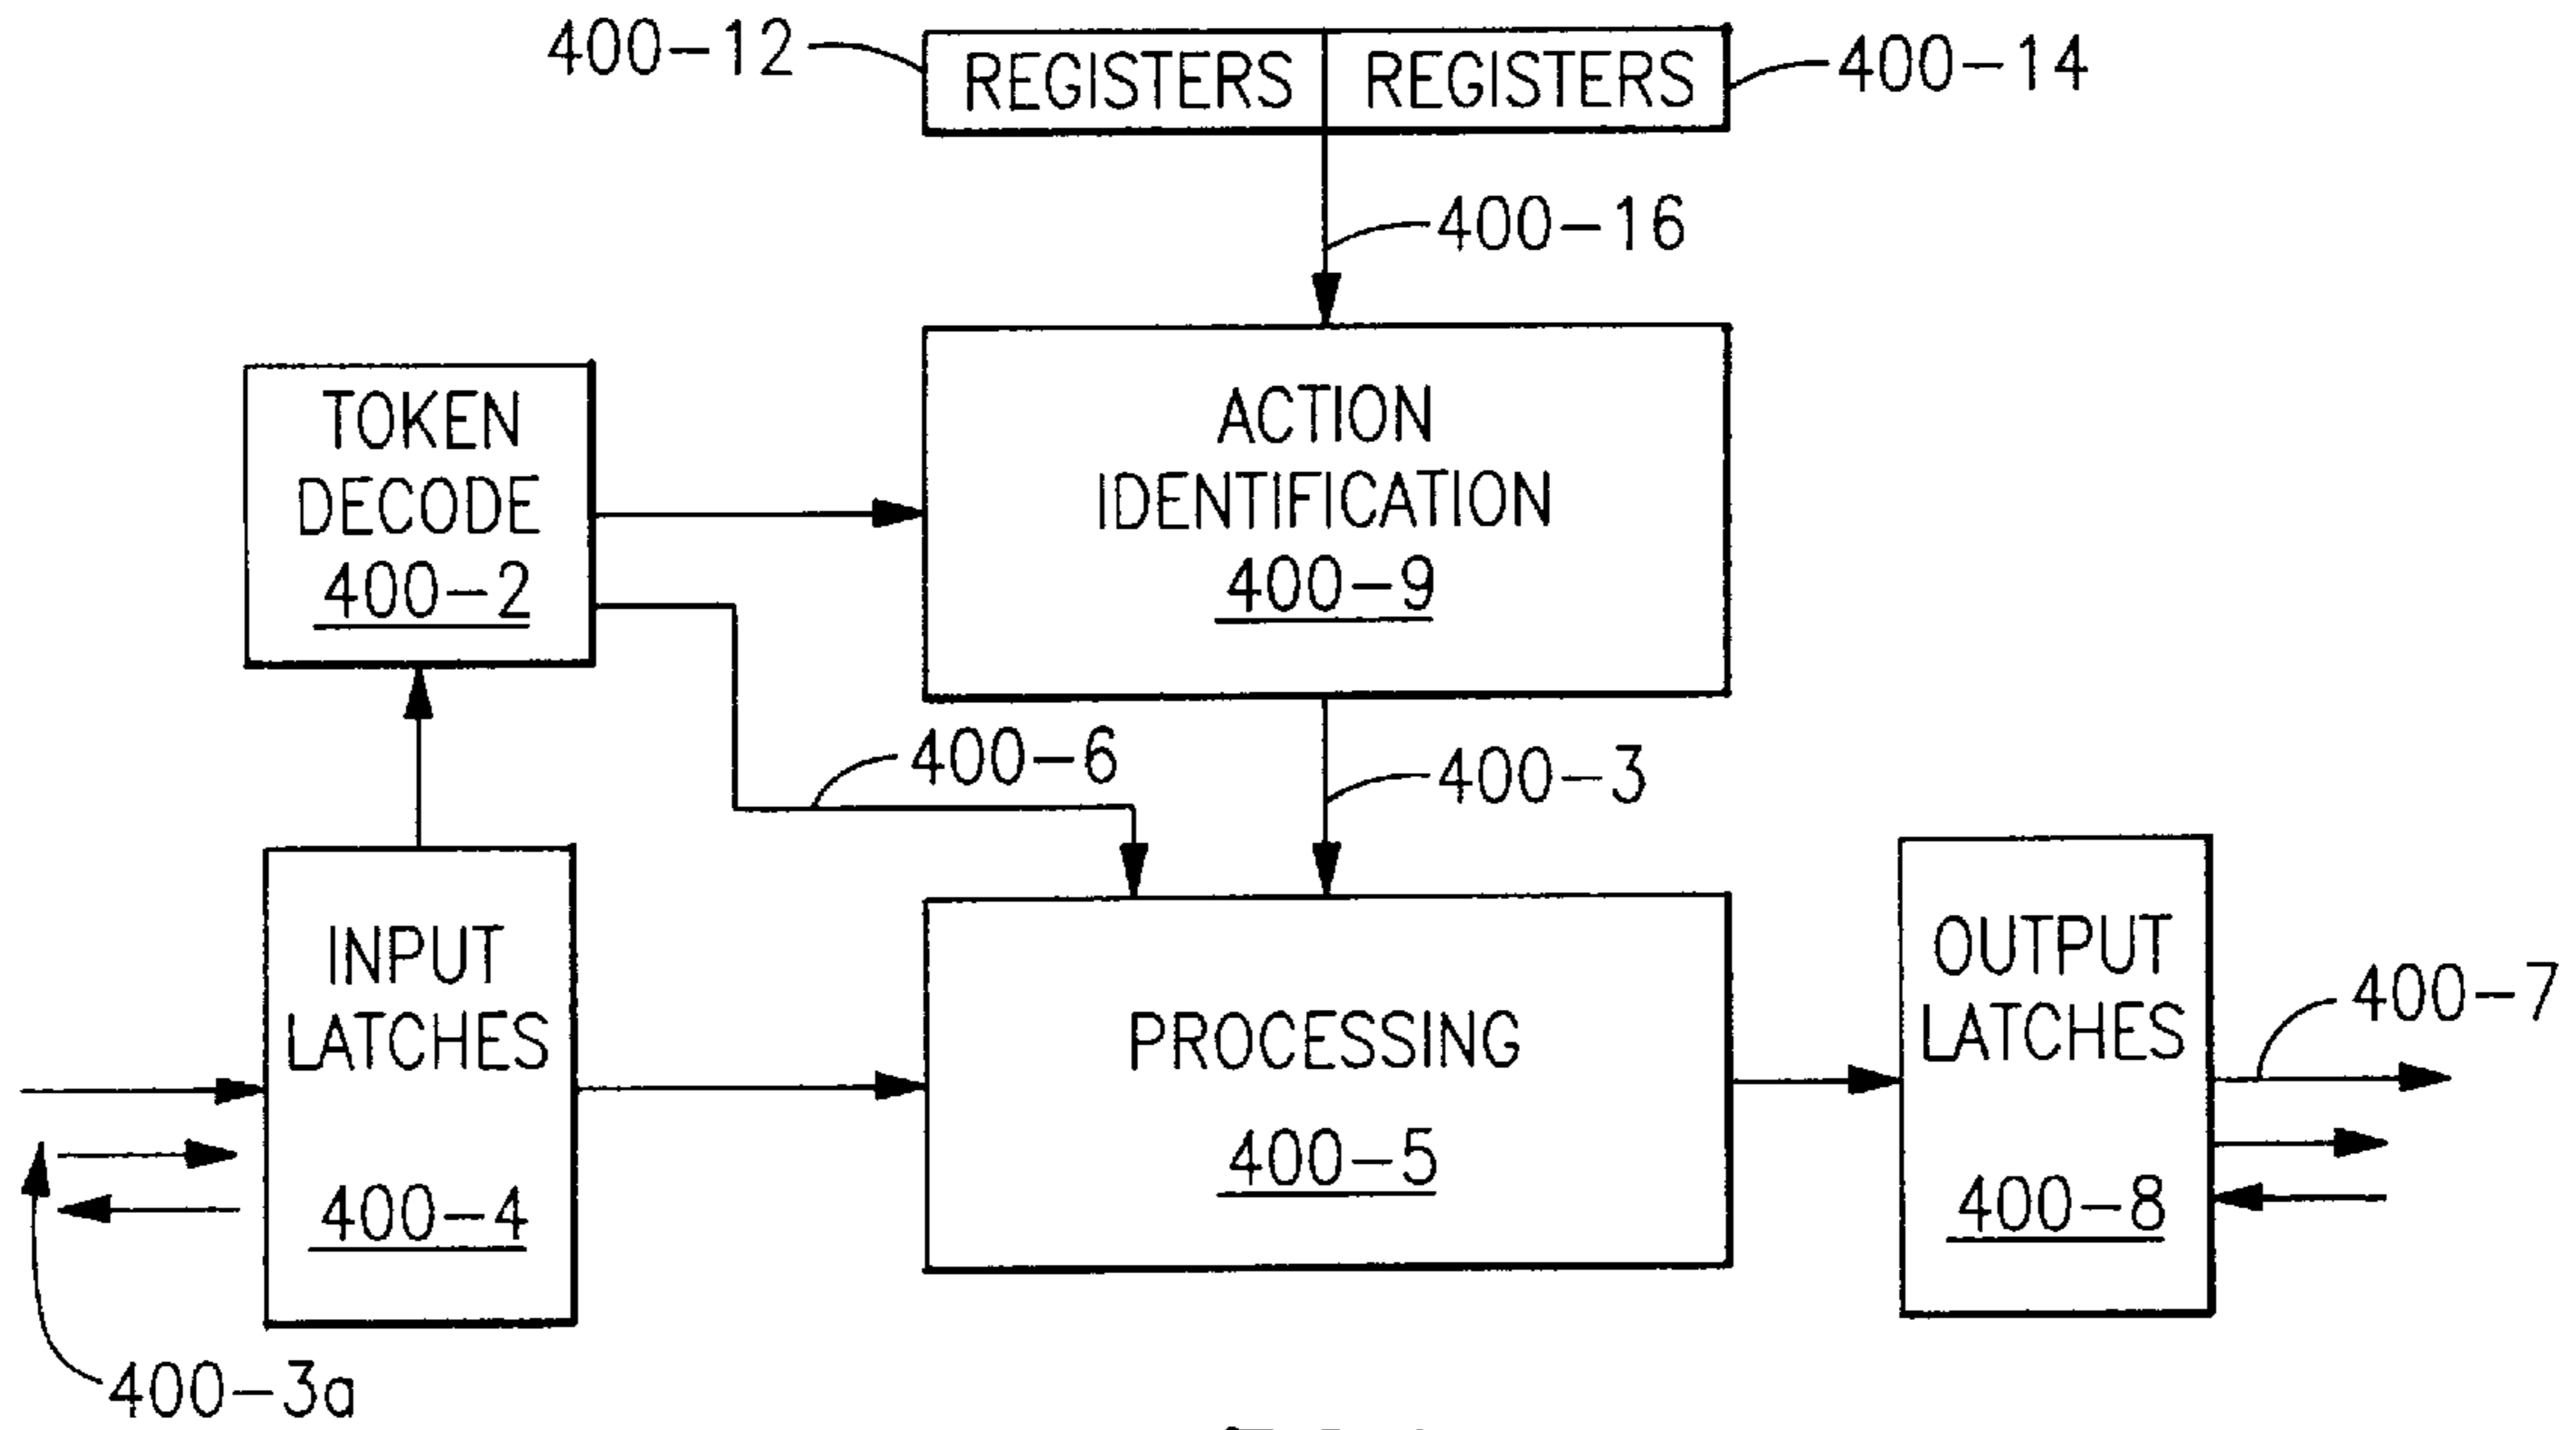 400-12
REGISTERS
REGISTERS
400-14
400-16
TOKEN
DECODE
400-2
ACTION
IDENTIFICATION
400-9
400-6
400-3
INPUT
LATCHES
400-4
PROCESSING
400-5
OUTPUT
LATCHES
400-8
400-7
400-3a